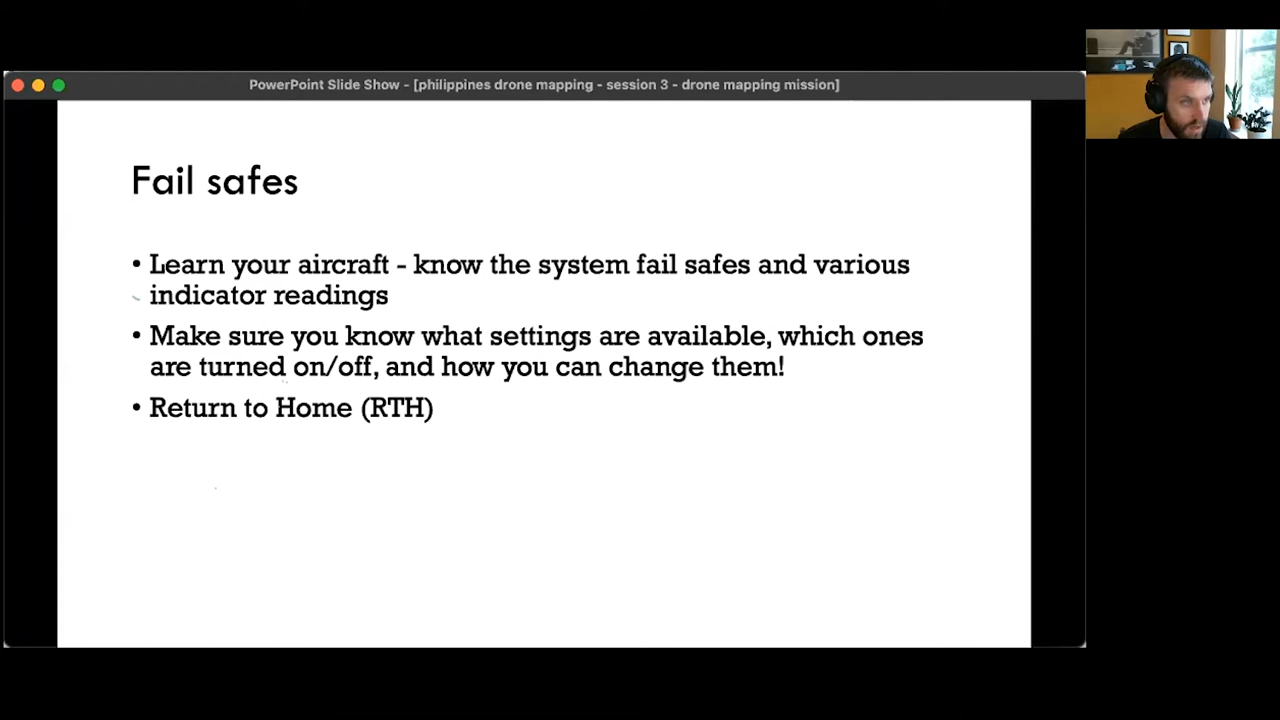 PowerPoint Slide Show - [philippines drone mapping - session 3 - drone mapping mission]
Fail safes
• Learn your aircraft - know the system fail safes and various
indicator readings
• Make sure you know what settings are available, which ones
are turned on/off, and how you can change them!
• Return to Home (RTH)